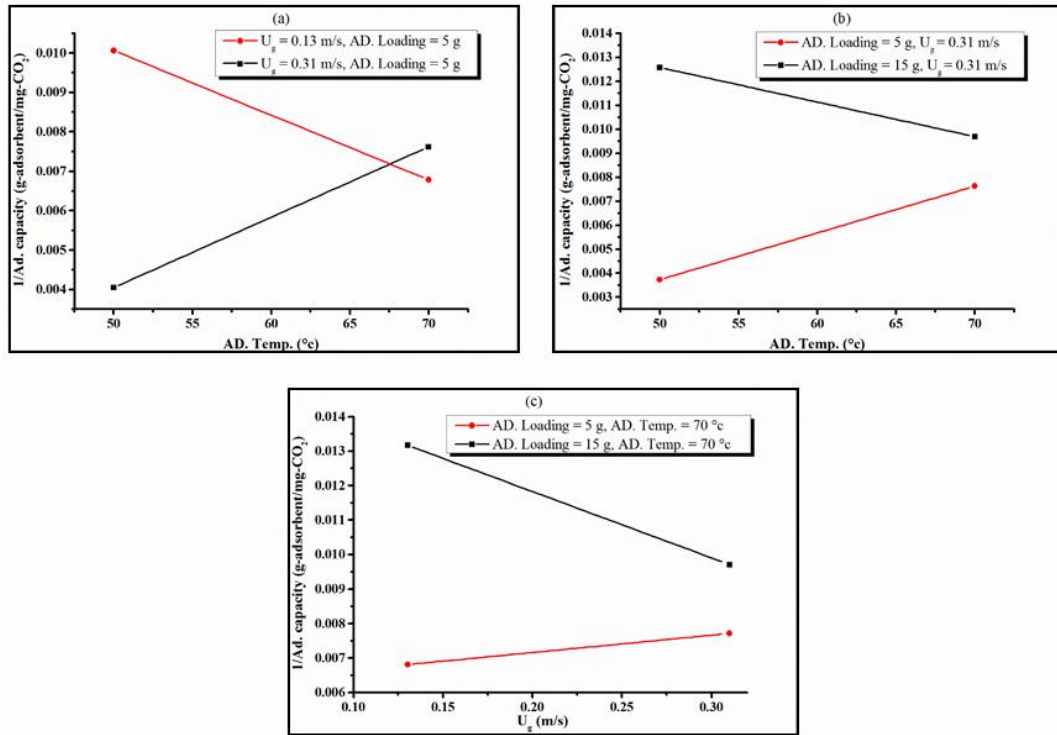 (a)
U_g = 0.13 m/s, AD. Loading = 5 g
U_g = 0.31 m/s, AD. Loading = 5 g
1/Ad. capacity (g-adsorbent/mg-CO₂)
0.010
0.009
0.008
0.007
0.006
0.005
0.004
50 55 60 65 70
AD. Temp. (°c)
(b)
AD. Loading = 5 g, U_g = 0.31 m/s
AD. Loading = 15 g, U_g = 0.31 m/s
1/Ad. capacity (g-adsorbent/mg-CO₂)
0.014
0.013
0.012
0.011
0.010
0.009
0.008
0.007
0.006
0.005
0.004
0.003
50 55 60 65 70
AD. Temp. (°c)
(c)
AD. Loading = 5 g, AD. Temp. = 70 °c
AD. Loading = 15 g, AD. Temp. = 70 °c
1/Ad. capacity (g-adsorbent/mg-CO₂)
0.014
0.013
0.012
0.011
0.010
0.009
0.008
0.007
0.006
0.10 0.15 0.20 0.25 0.30
U_g (m/s)